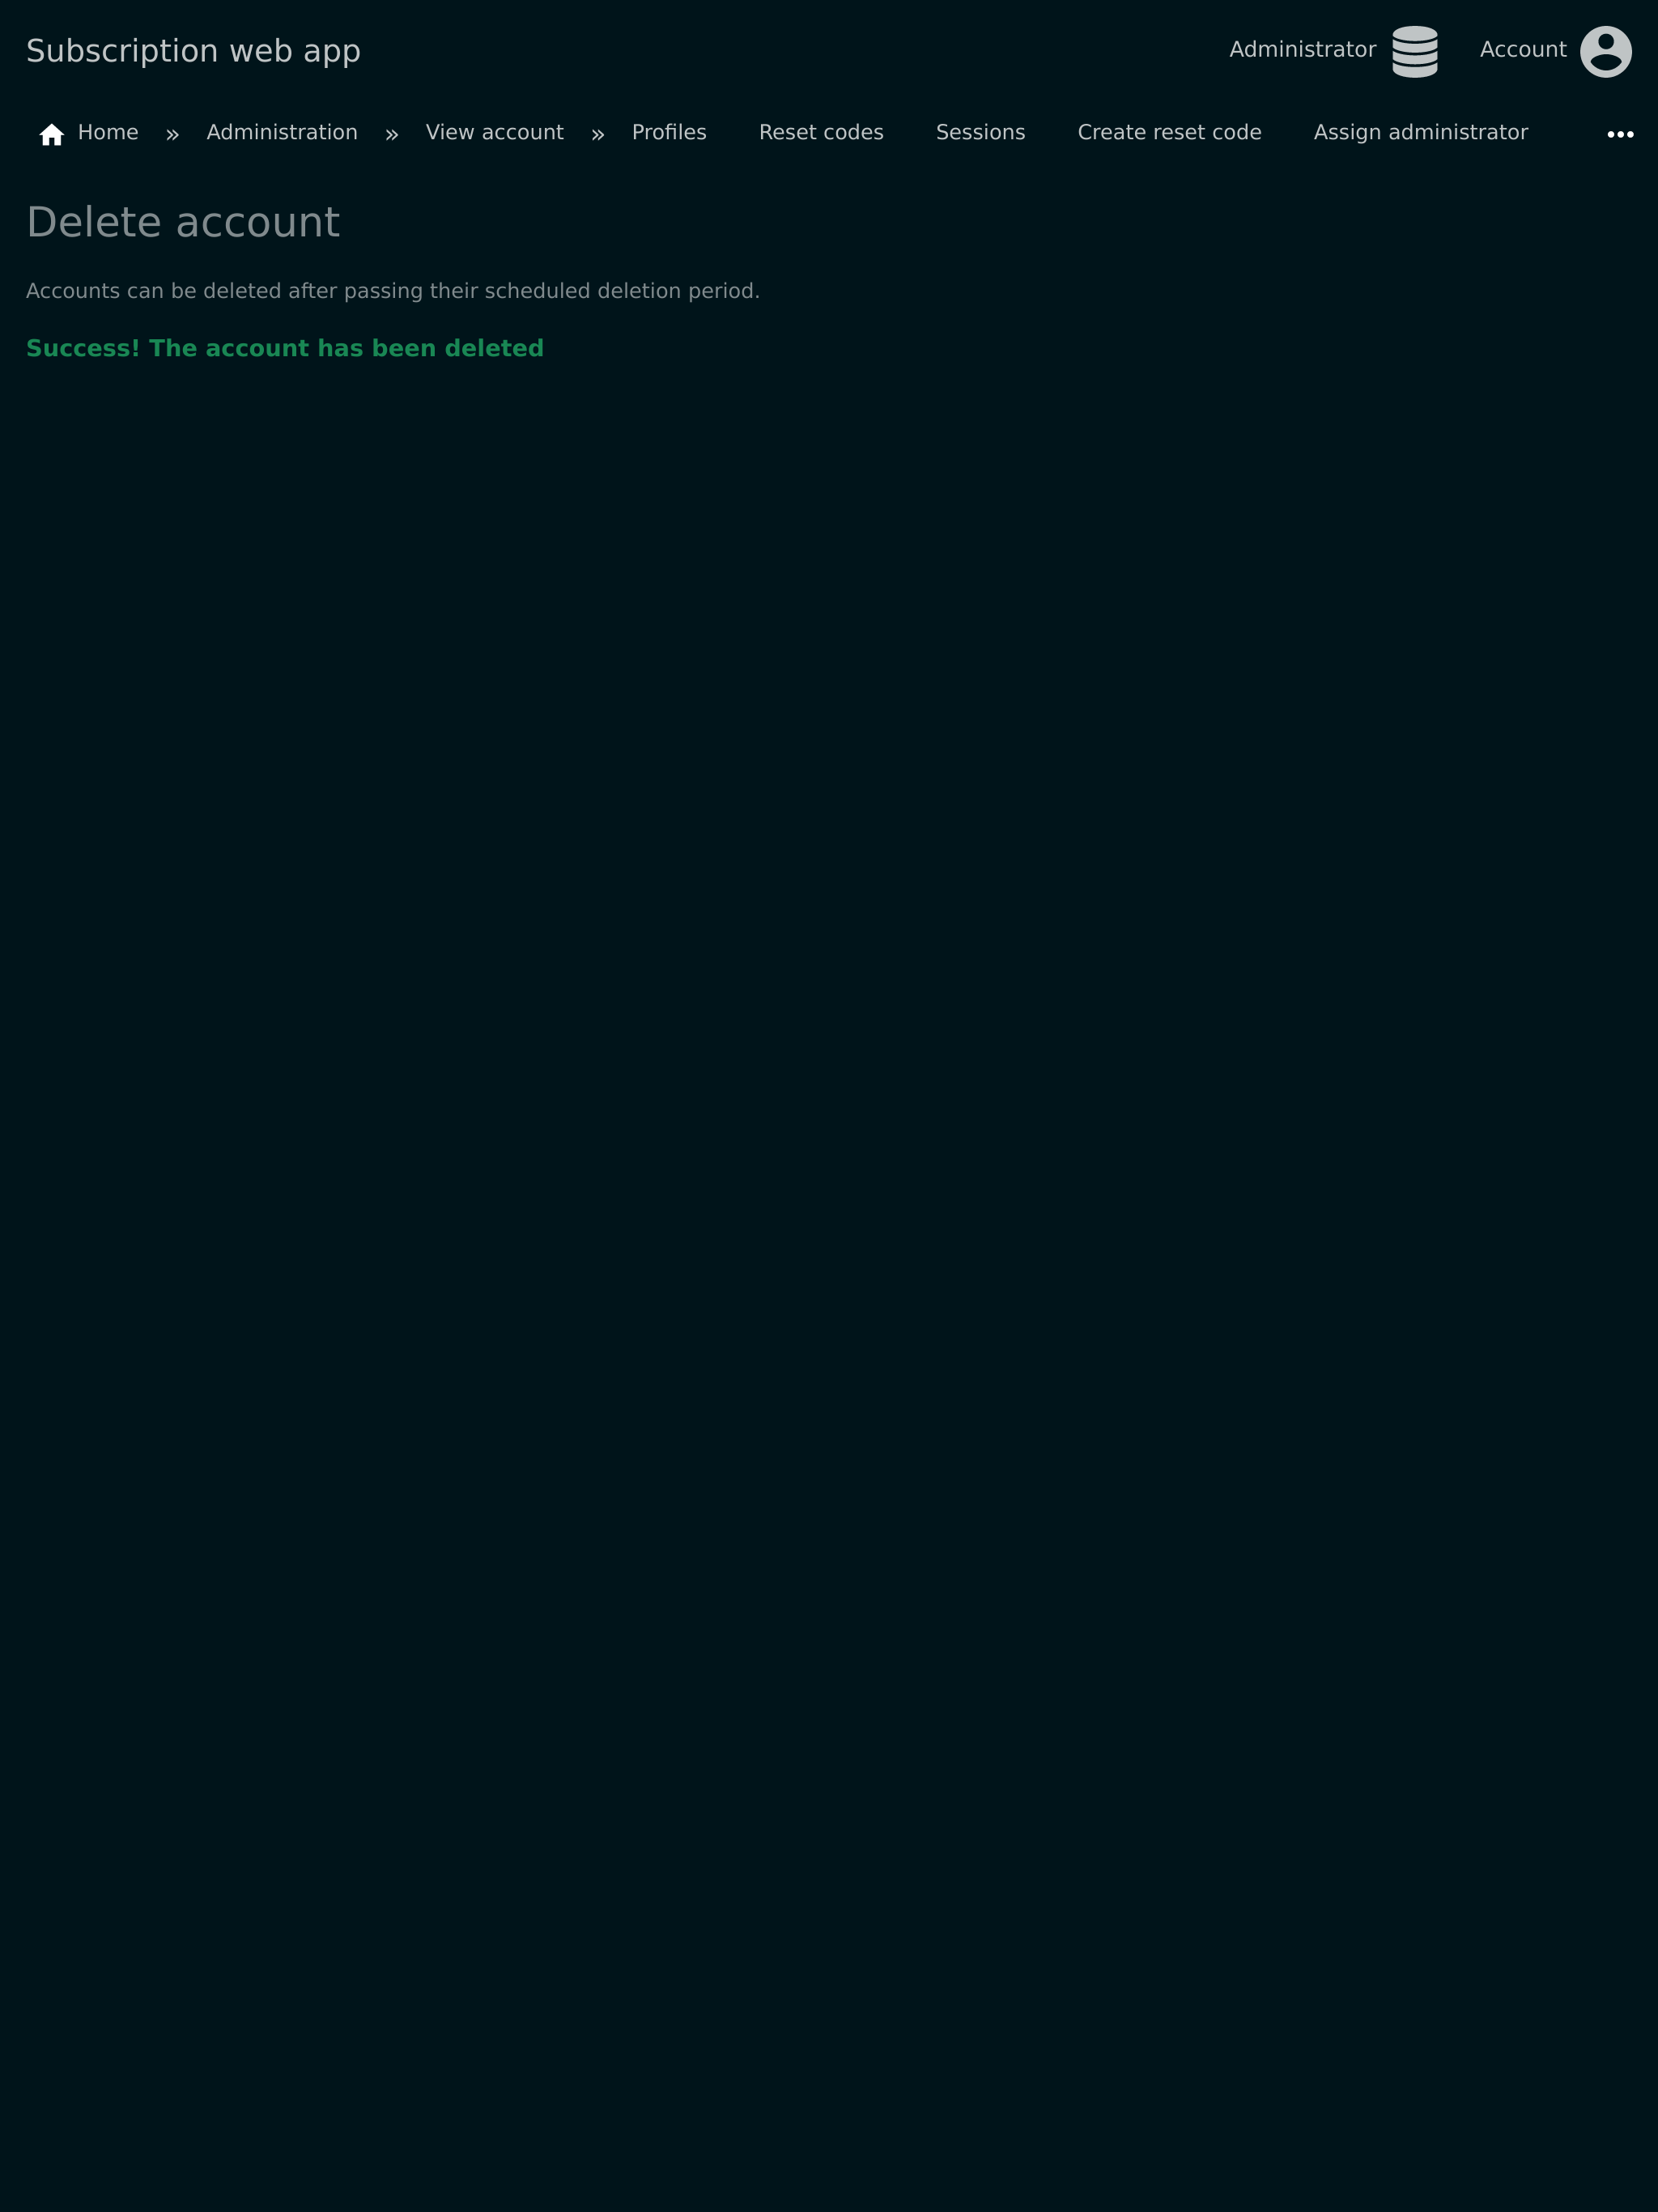 Subscription web app
Administrator
Account
Home » Administration » View account » Profiles Reset codes Sessions Create reset code Assign administrator
Delete account
Accounts can be deleted after passing their scheduled deletion period.
Success! The account has been deleted